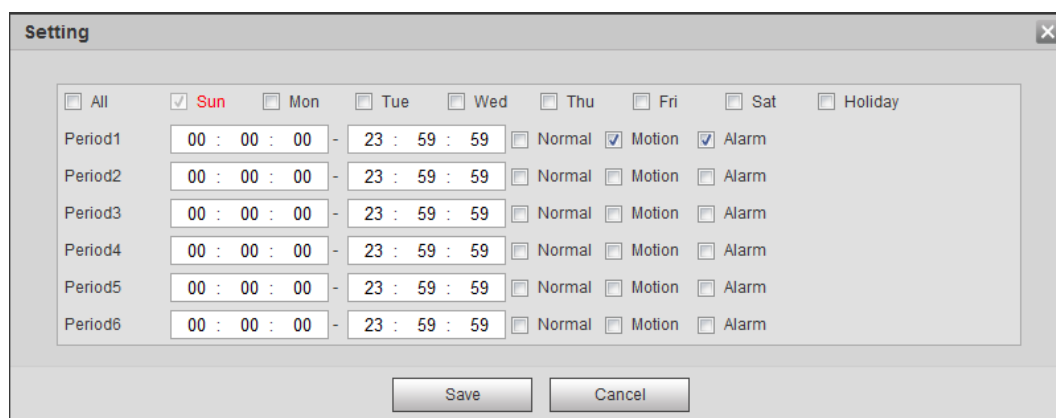 Setting
All Sun Mon Tue Wed Thu Fri Sat Holiday
Period1 00 : 00 : 00 - 23 : 59 : 59 Normal Motion Alarm
Period2 00 : 00 : 00 - 23 : 59 : 59 Normal Motion Alarm
Period3 00 : 00 : 00 - 23 : 59 : 59 Normal Motion Alarm
Period4 00 : 00 : 00 - 23 : 59 : 59 Normal Motion Alarm
Period5 00 : 00 : 00 - 23 : 59 : 59 Normal Motion Alarm
Period6 00 : 00 : 00 - 23 : 59 : 59 Normal Motion Alarm
Save Cancel